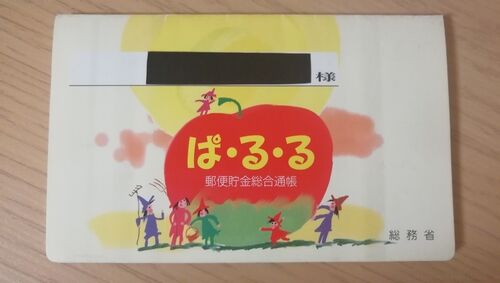 様
ぱ・る・る
郵便貯金総合通帳
総務省